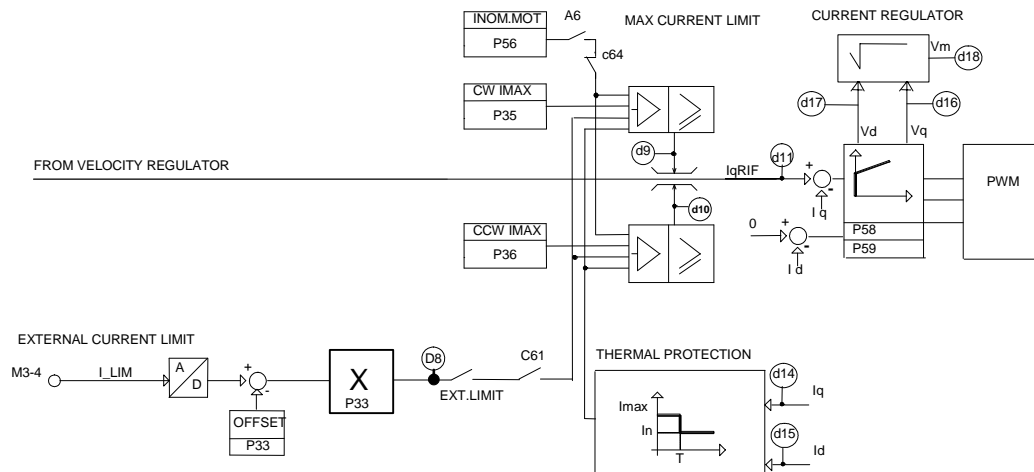 INOM.MOT
P56
A6
MAX CURRENT LIMIT
CURRENT REGULATOR
c64
Vm
d18
CW IMAX
P35
d17
d16
Vd
Vq
FROM VELOCITY REGULATOR
d9
IqRIF
d11
+
-
I q
PWM
d10
CCW IMAX
P36
0
+
-
I d
P58
P59
EXTERNAL CURRENT LIMIT
M3-4
I_LIM
A
D
+
-
OFFSET
P33
X
P33
D8
EXT.LIMIT
C61
THERMAL PROTECTION
Imax
In
T
d14
Iq
d15
Id